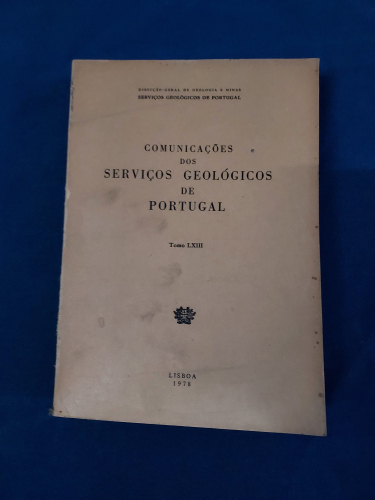 DIRECÇÃO-GERAL DE GEOLOGIA E MINAS
SERVIÇOS GEOLÓGICOS DE PORTUGAL
COMUNICAÇÕES
DOS
SERVIÇOS GEOLÓGICOS
DE
PORTUGAL
Tomo LXIII
LISBOA
1978